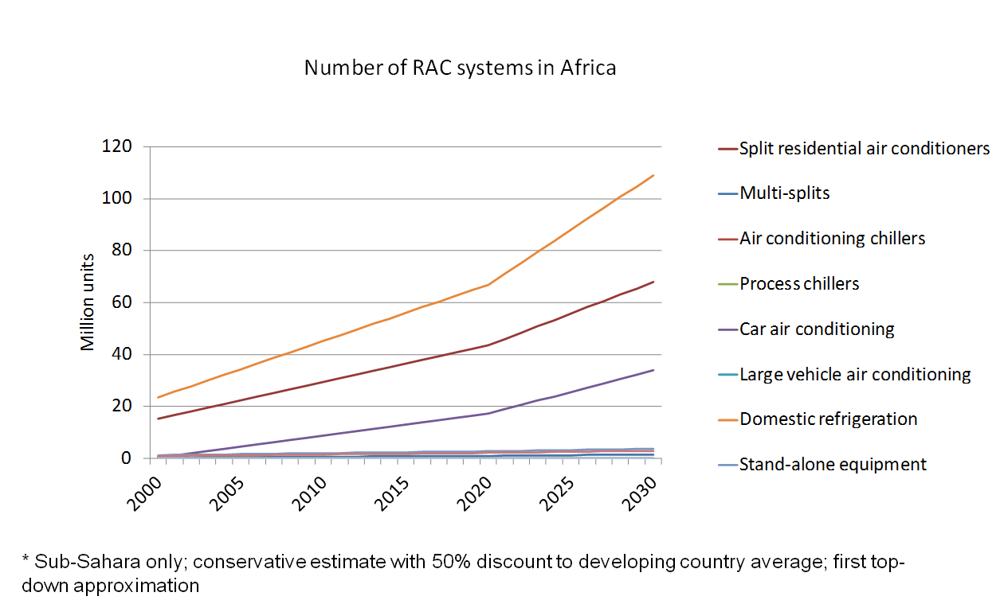 Number of RAC systems in Africa
120
100
80
60
40
20
0
Million units
2000
2005
2010
2015
2020
2025
2030
Split residential air conditioners
Multi-splits
Air conditioning chillers
Process chillers
Car air conditioning
Large vehicle air conditioning
Domestic refrigeration
Stand-alone equipment
* Sub-Sahara only; conservative estimate with 50% discount to developing country average; first top-
down approximation